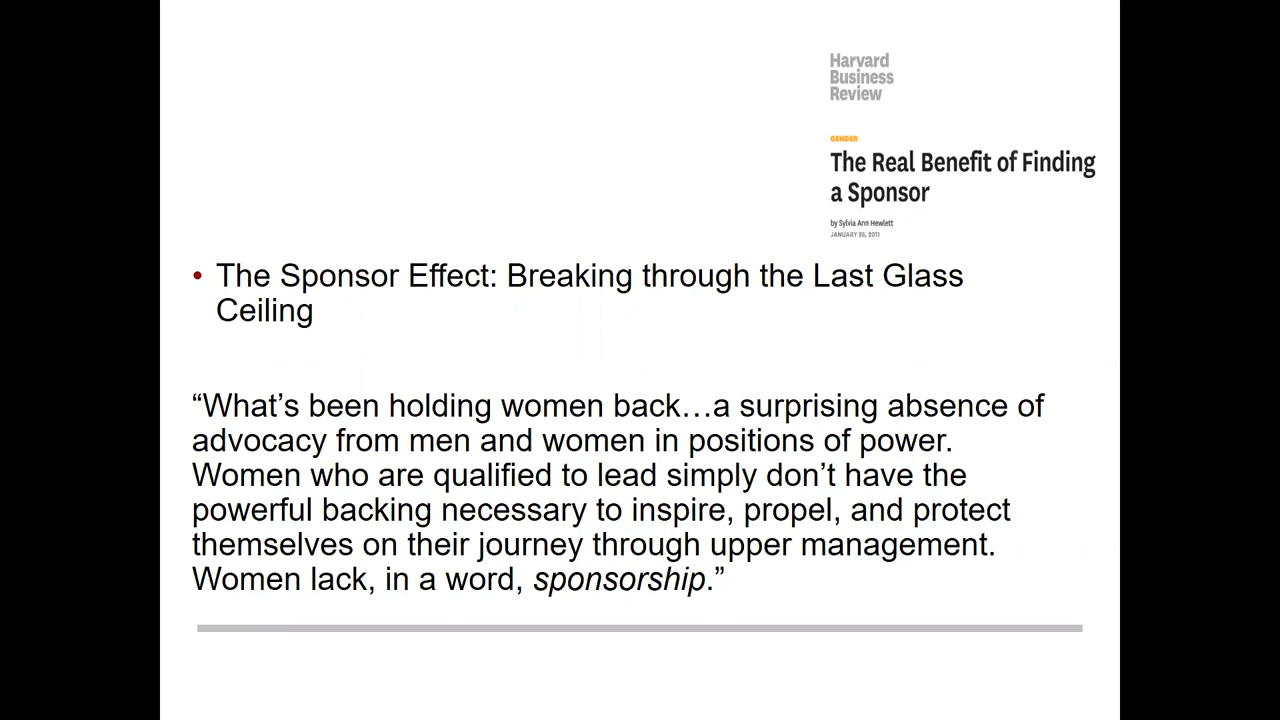 Harvard
Business
Review
GENDER
The Real Benefit of Finding
a Sponsor
by Sylvia Ann Hewlett
JANUARY 26, 2011
• The Sponsor Effect: Breaking through the Last Glass
Ceiling
“What’s been holding women back…a surprising absence of
advocacy from men and women in positions of power.
Women who are qualified to lead simply don’t have the
powerful backing necessary to inspire, propel, and protect
themselves on their journey through upper management.
Women lack, in a word, sponsorship.”